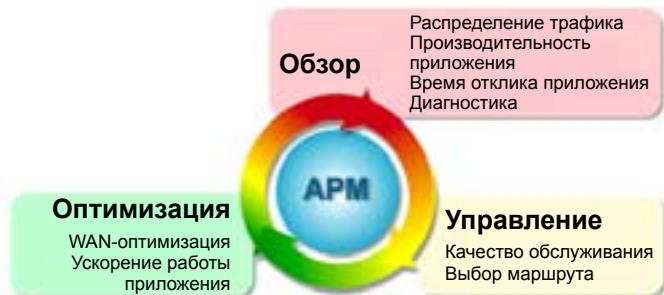 Обзор
Распределение трафика
Производительность
приложения
Время отклика приложения
Диагностика
APM
Оптимизация
WAN-оптимизация
Ускорение работы
приложения
Управление
Качество обслуживания
Выбор маршрута